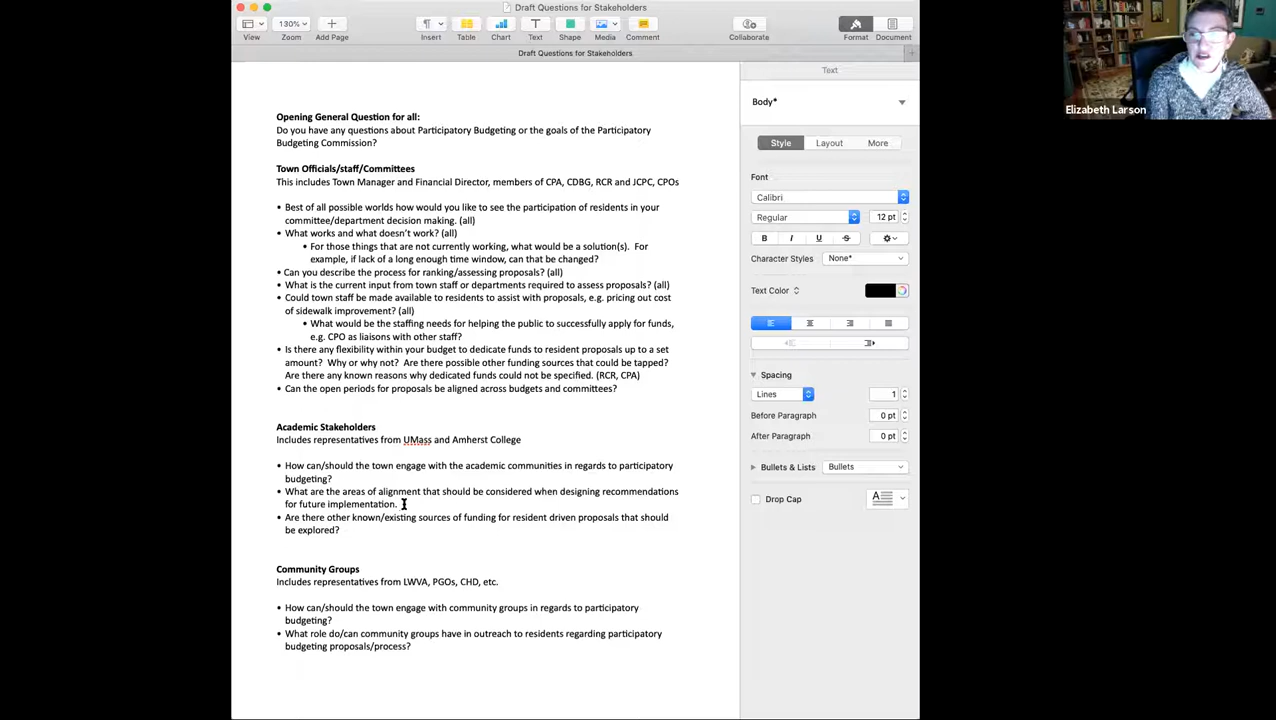 Draft Questions for Stakeholders
130%
View
Zoom
Add Page
Insert
Table
Chart
Text
Shape
Media
Comment
Collaborate
Format
Document
Draft Questions for Stakeholders
Opening General Question for all:
Do you have any questions about Participatory Budgeting or the goals of the Participatory
Budgeting Commission?
Town Officials/staff/Committees
This includes Town Manager and Financial Director, members of CPA, CDBG, RCR and JCPC, CPOs
• Best of all possible worlds how would you like to see the participation of residents in your
committee/department decision making. (all)
• What works and what doesn't work? (all)
• For those things that are not currently working, what would be a solution(s). For
example, if lack of a long enough time window, can that be changed?
• Can you describe the process for ranking/assessing proposals? (all)
• What is the current input from town staff or departments required to assess proposals? (all)
• Could town staff be made available to residents to assist with proposals, e.g. pricing out cost
of sidewalk improvement? (all)
• What would be the staffing needs for helping the public to successfully apply for funds,
e.g. CPO as liaisons with other staff?
• Is there any flexibility within your budget to dedicate funds to resident proposals up to a set
amount? Why or why not? Are there possible other funding sources that could be tapped?
Are there any known reasons why dedicated funds could not be specified. (RCR, CPA)
• Can the open periods for proposals be aligned across budgets and committees?
Academic Stakeholders
Includes representatives from UMass and Amherst College
• How can/should the town engage with the academic communities in regards to participatory
budgeting?
• What are the areas of alignment that should be considered when designing recommendations
for future implementation.
• Are there other known/existing sources of funding for resident driven proposals that should
be explored?
Community Groups
Includes representatives from LWVA, PGOs, CHD, etc.
• How can/should the town engage with community groups in regards to participatory
budgeting?
• What role do/can community groups have in outreach to residents regarding participatory
budgeting proposals/process?
Text
Body*
Style
Layout
More
Font
Calibri
Regular
12 pt
B I U S
Character Styles
None*
Text Color
Spacing
Lines
1
Before Paragraph
0 pt
After Paragraph
0 pt
Bullets & Lists
Bullets
Drop Cap
A
Elizabeth Larson